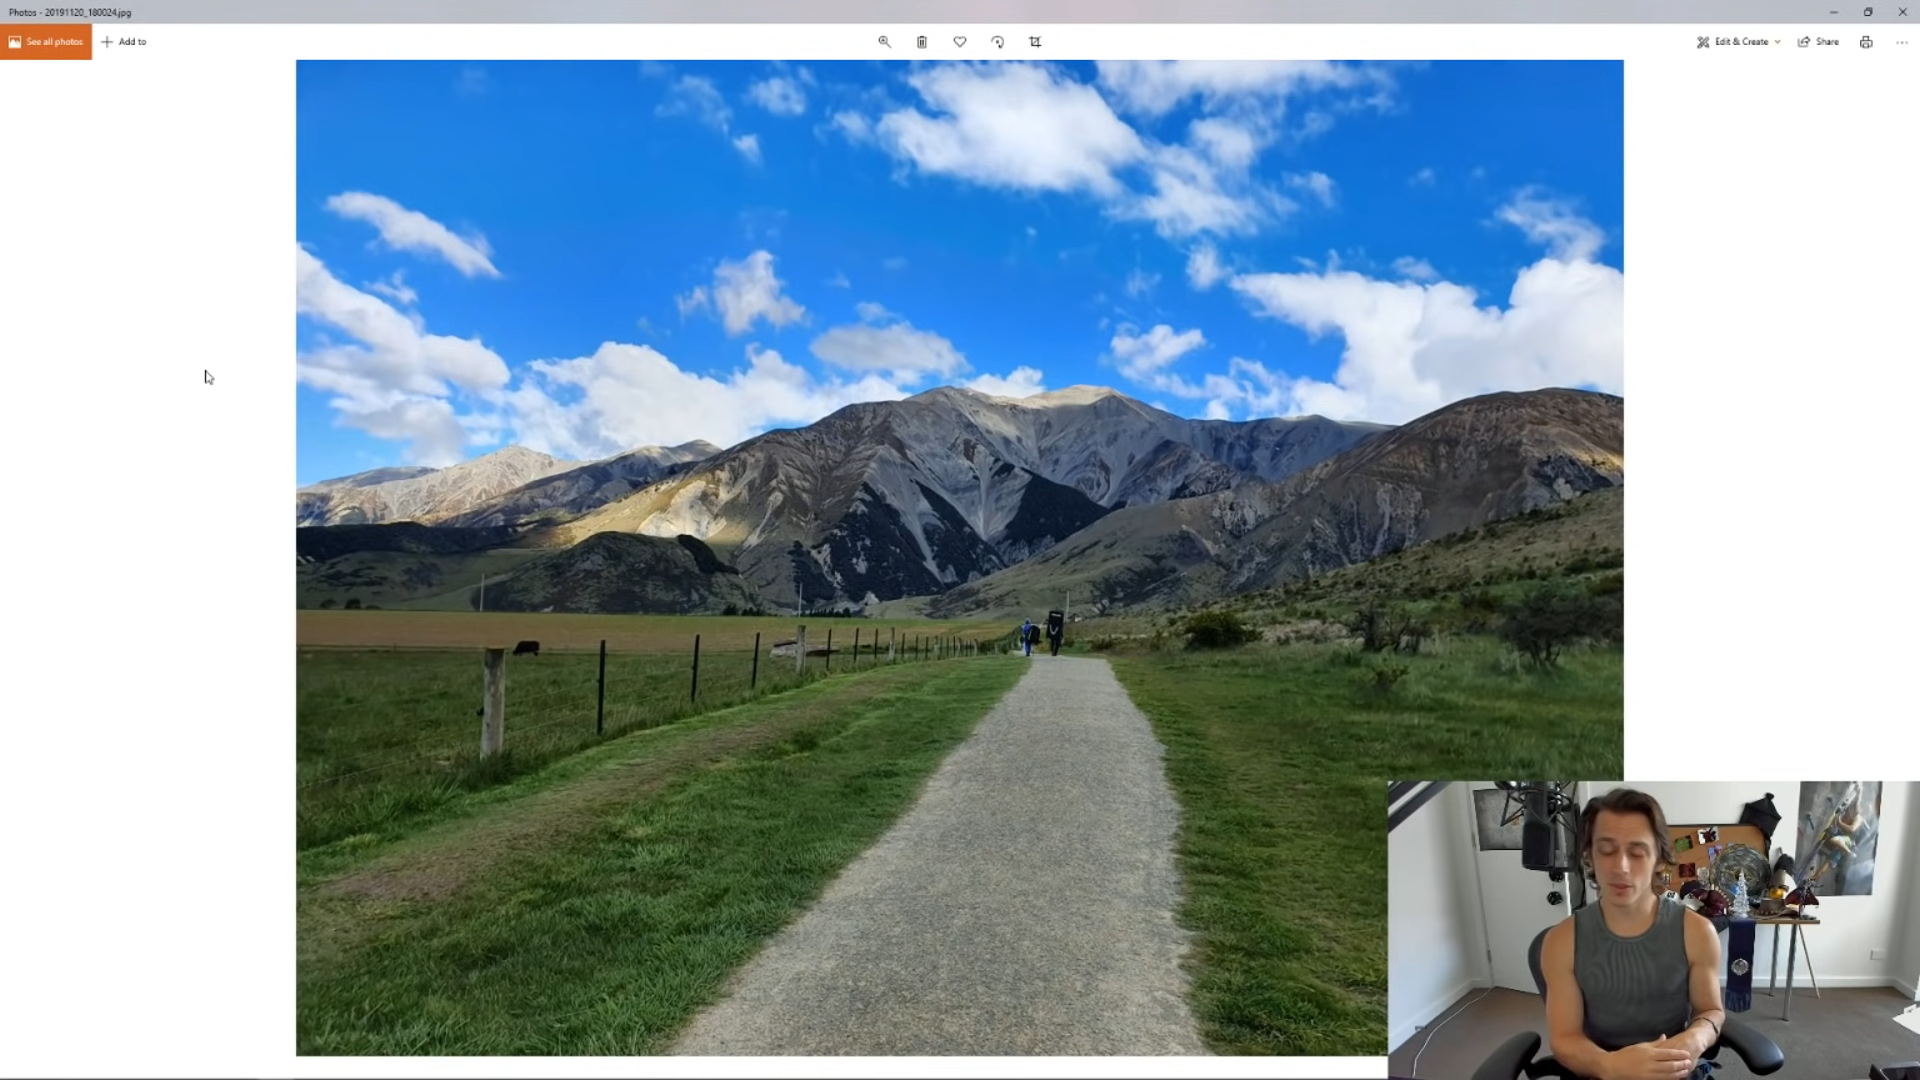 Photos - 20191120_180024.jpg
See all photos
Add to
Edit & Create
Share